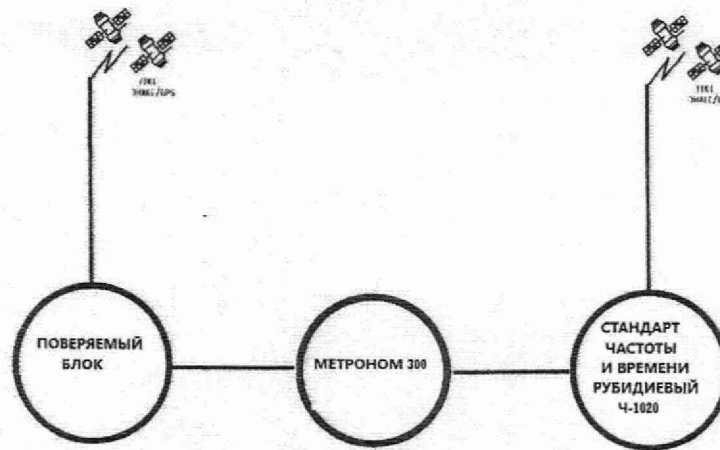 ПОВЕРЯЕМЫЙ
БЛОК
МЕТРОНОМ 300
СТАНДАРТ
ЧАСТОТЫ
И ВРЕМЕНИ
РУБИДИЕВЫЙ
Ч-1020